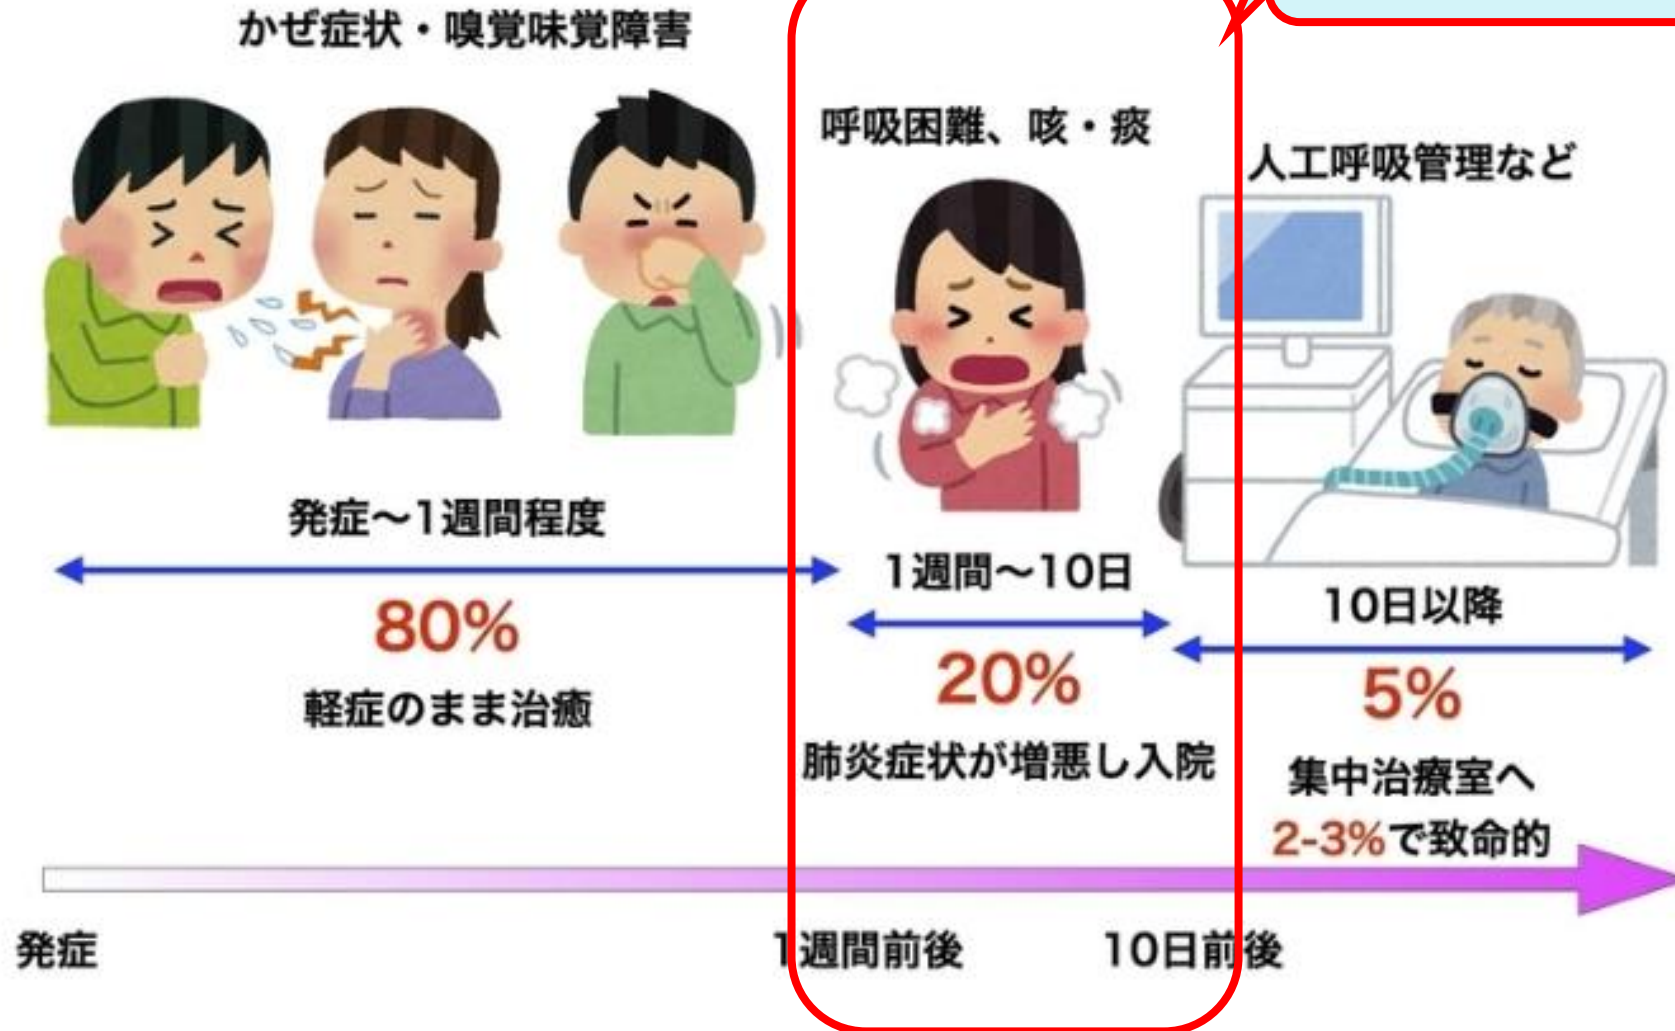 かぜ症状・嗅覚味覚障害
呼吸困難、咳・痰
人工呼吸管理など
発症〜1週間程度
80%
軽症のまま治癒
1週間〜10日
20%
肺炎症状が増悪し入院
10日以降
5%
集中治療室へ
2-3%で致命的
発症
1週間前後
10日前後